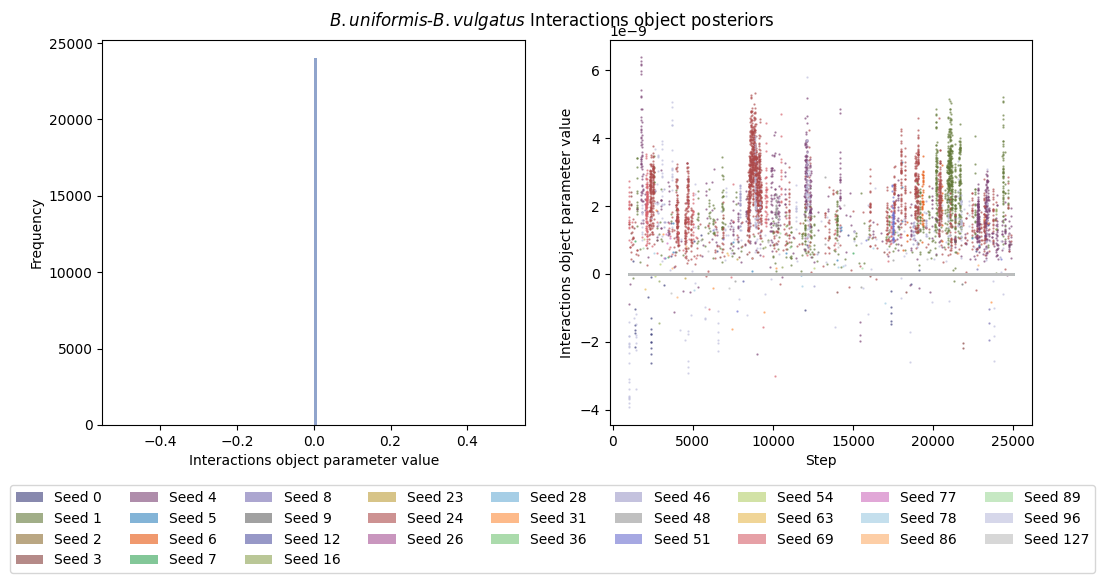 B.uniformis-B.vulgatus Interactions object posteriors
25000
20000
15000
10000
5000
0
Frequency
−0.4
−0.2
0.0
0.2
0.4
Interactions object parameter value
1e−9
6
4
2
0
−2
−4
Interactions object parameter value
0
5000
10000
15000
20000
25000
Step
Seed 0
Seed 1
Seed 2
Seed 3
Seed 4
Seed 5
Seed 6
Seed 7
Seed 8
Seed 9
Seed 12
Seed 16
Seed 23
Seed 24
Seed 26
Seed 28
Seed 31
Seed 36
Seed 46
Seed 48
Seed 51
Seed 54
Seed 63
Seed 69
Seed 77
Seed 78
Seed 86
Seed 89
Seed 96
Seed 127